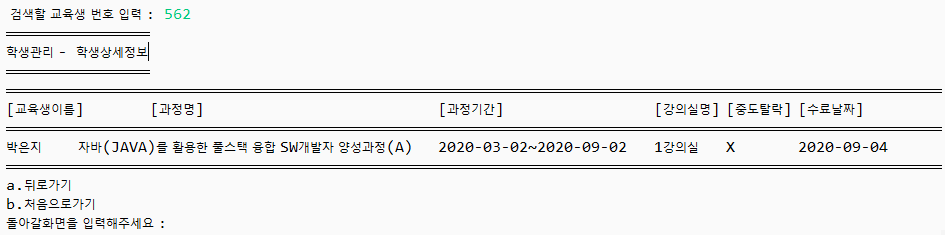 검색할 교육생 번호 입력 : 562
학생관리 - 학생상세정보
[교육생이름] [과정명] [과정기간] [강의실명] [중도탈락] [수료날짜]
박은지 자바(JAVA)를 활용한 풀스택 융합 SW개발자 양성과정(A) 2020-03-02~2020-09-02 1강의실 X 2020-09-04
a.뒤로가기
b.처음으로가기
돌아갈화면을 입력해주세요 :